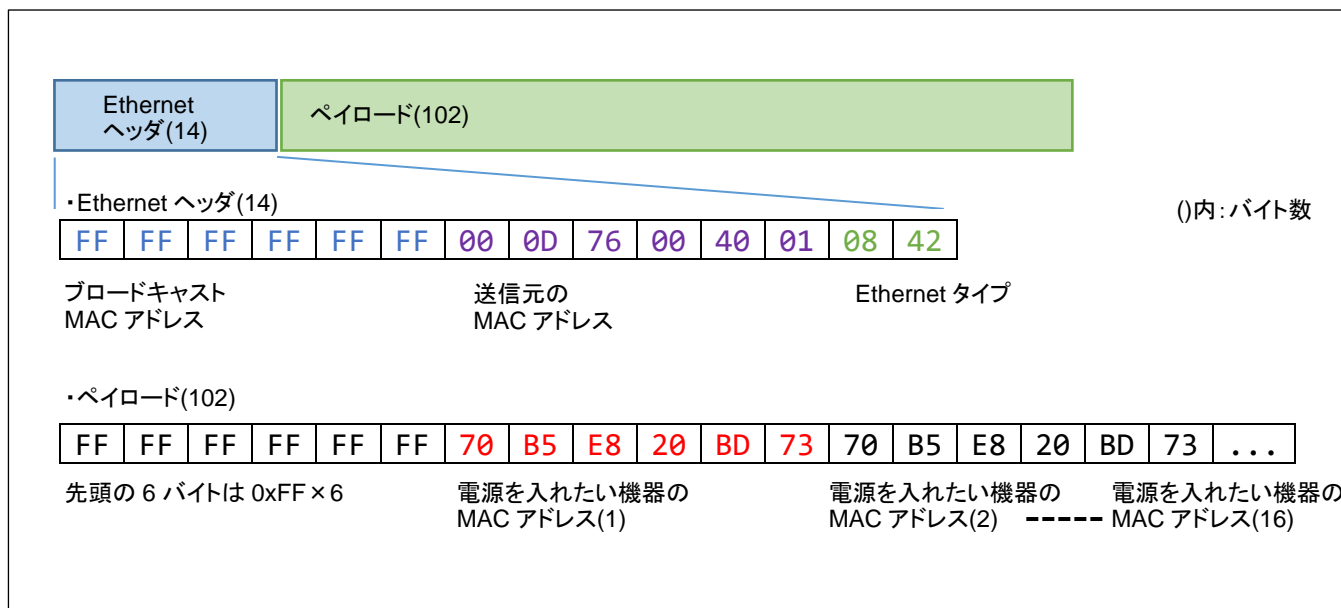 Ethernet
ヘッダ(14)
ペイロード(102)
・Ethernet ヘッダ(14)
()内：バイト数
FF FF FF FF FF FF 00 0D 76 00 40 01 08 42
ブロードキャスト
MAC アドレス
送信元の
MAC アドレス
Ethernet タイプ
・ペイロード(102)
FF FF FF FF FF FF 70 B5 E8 20 BD 73 70 B5 E8 20 BD 73 ...
先頭の 6 バイトは 0xFF×6
電源を入れたい機器の
MAC アドレス(1)
電源を入れたい機器の
MAC アドレス(2)
電源を入れたい機器の
MAC アドレス(16)